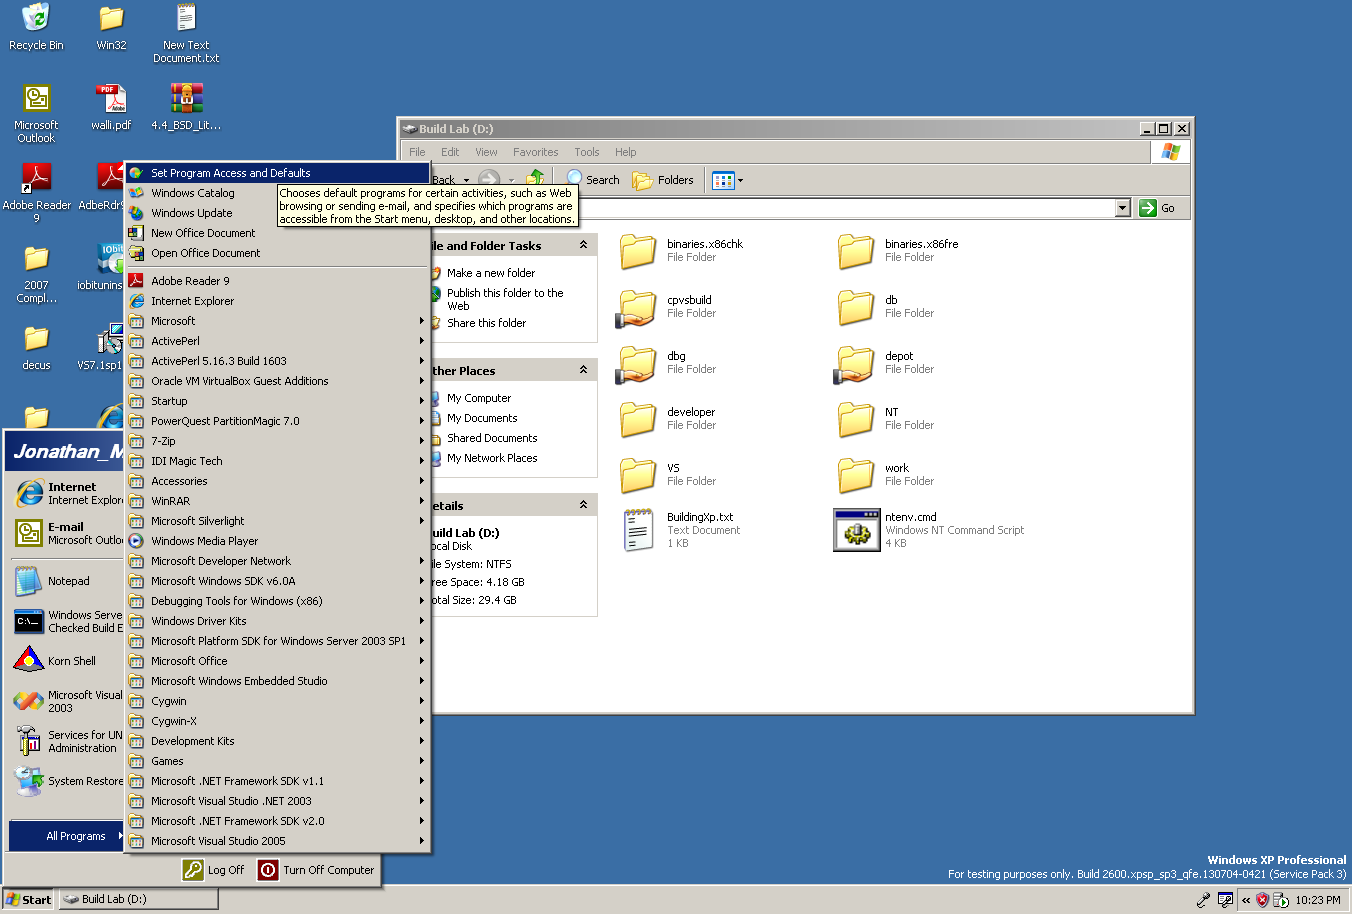 Recycle Bin
Win32
New Text
Document.txt
Microsoft
Outlook
walli.pdf
4.4_BSD_Lit...
Adobe Reader
9
AdbeRdr9
2007
Compl...
iobitunins
decus
VS7.1sp1
Build Lab (D:)
File Edit View Favorites Tools Help
Back
Search
Folders
Go
File and Folder Tasks
Make a new folder
Publish this folder to the
Web
Share this folder
Other Places
My Computer
My Documents
Shared Documents
My Network Places
Details
Build Lab (D:)
Local Disk
File System: NTFS
Free Space: 4.18 GB
Total Size: 29.4 GB
binaries.x86chk
File Folder
binaries.x86fre
File Folder
cpvsbuild
File Folder
db
File Folder
dbg
File Folder
depot
File Folder
developer
File Folder
NT
File Folder
VS
File Folder
work
File Folder
BuildingXp.txt
Text Document
1 KB
ntenv.cmd
Windows NT Command Script
4 KB
Set Program Access and Defaults
Chooses default programs for certain activities, such as Web
browsing or sending e-mail, and specifies which programs are
accessible from the Start menu, desktop, and other locations.
Windows Catalog
Windows Update
New Office Document
Open Office Document
Adobe Reader 9
Internet Explorer
Microsoft
ActivePerl
ActivePerl 5.16.3 Build 1603
Oracle VM VirtualBox Guest Additions
Startup
PowerQuest PartitionMagic 7.0
7-Zip
IDI Magic Tech
Accessories
WinRAR
Microsoft Silverlight
Windows Media Player
Microsoft Developer Network
Microsoft Windows SDK v6.0A
Debugging Tools for Windows (x86)
Windows Driver Kits
Microsoft Platform SDK for Windows Server 2003 SP1
Microsoft Office
Microsoft Windows Embedded Studio
Cygwin
Cygwin-X
Development Kits
Games
Microsoft .NET Framework SDK v1.1
Microsoft Visual Studio .NET 2003
Microsoft .NET Framework SDK v2.0
Microsoft Visual Studio 2005
Jonathan_M
Internet
Internet Explor
E-mail
Microsoft Outlo
Notepad
C:\_
Windows Serve
Checked Build E
Korn Shell
Microsoft Visual
2003
Services for UN
Administration
System Restore
All Programs
Log Off
Turn Off Computer
Windows XP Professional
For testing purposes only. Build 2600.xpsp_sp3_qfe.130704-0421 (Service Pack 3)
Start
Build Lab (D:)
10:23 PM